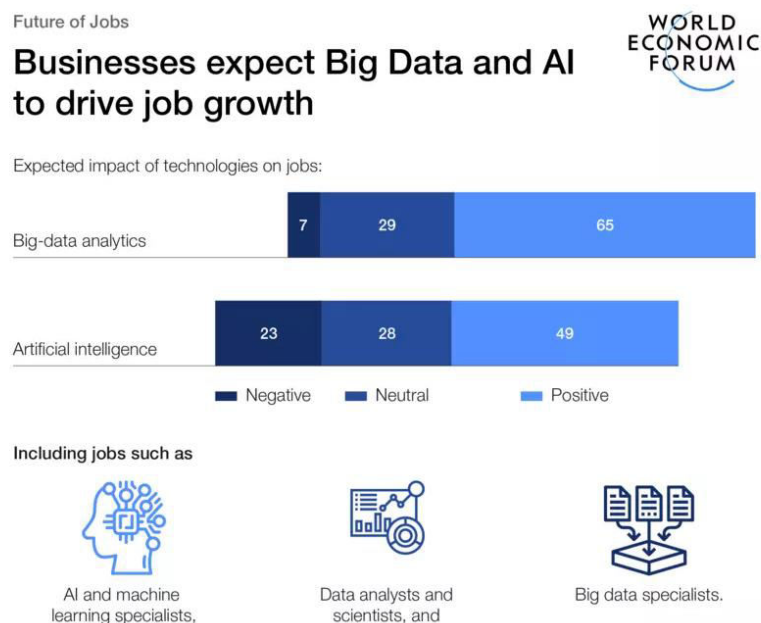 Future of Jobs
WORLD
ECONOMIC
FORUM
Businesses expect Big Data and AI
to drive job growth
Expected impact of technologies on jobs:
Big-data analytics
7 29 65
Artificial intelligence
23 28 49
Negative Neutral Positive
Including jobs such as
AI and machine
learning specialists,
Data analysts and
scientists, and
Big data specialists.